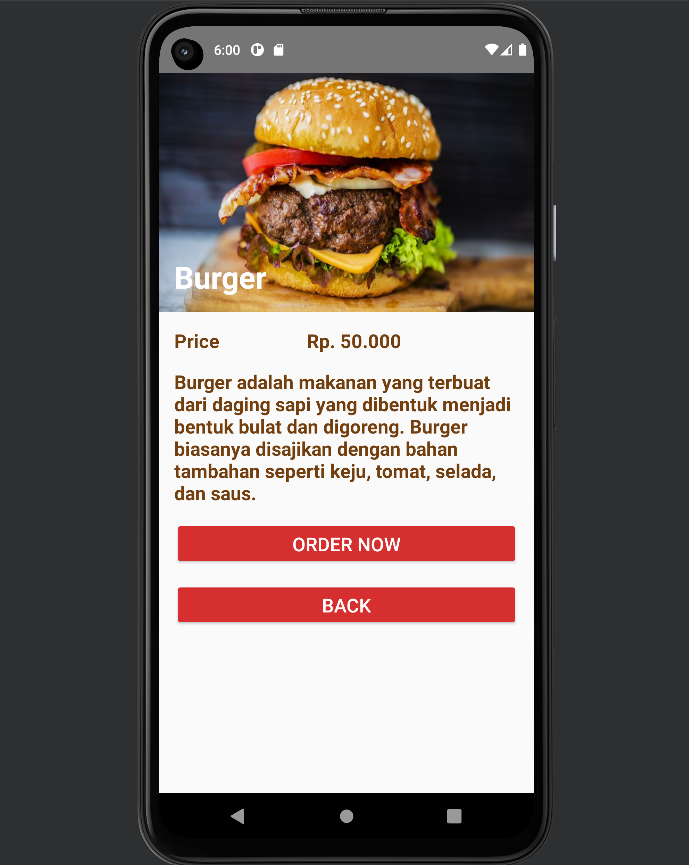 6:00
Burger
Price Rp. 50.000
Burger adalah makanan yang terbuat
dari daging sapi yang dibentuk menjadi
bentuk bulat dan digoreng. Burger
biasanya disajikan dengan bahan
tambahan seperti keju, tomat, selada,
dan saus.
ORDER NOW
BACK